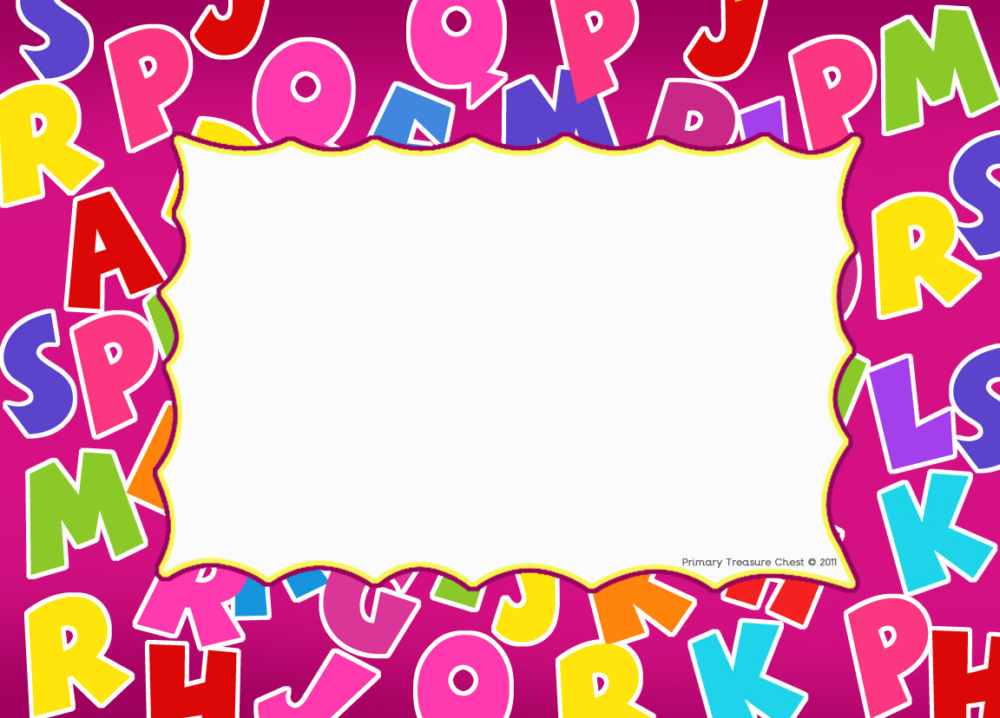 S P J O Q P J P M
R M
A R S
S P L S
M K
Primary Treasure Chest © 2011
R R J K P
H J O R K H